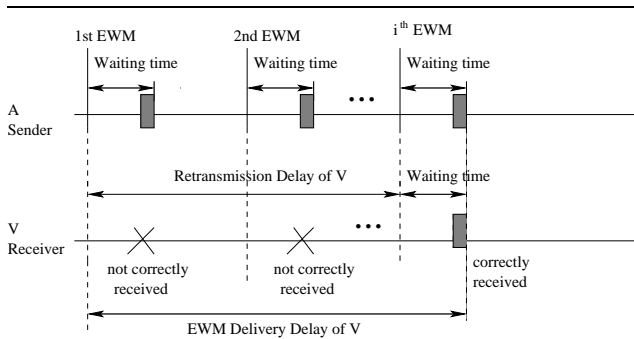 1st EWM
2nd EWM
i th EWM
Waiting time
Waiting time
Waiting time
A
Sender
Retransmission Delay of V
Waiting time
V
Receiver
not correctly
received
not correctly
received
correctly
received
EWM Delivery Delay of V